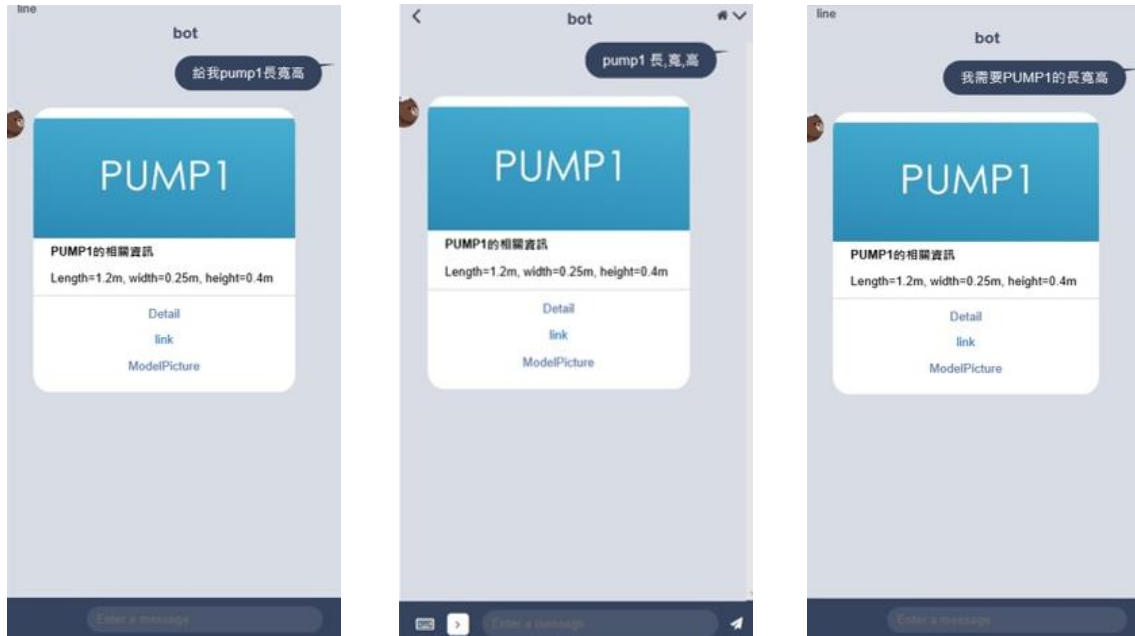 line
bot
給我pump1長寬高
PUMP1
PUMP1的相關資訊
Length=1.2m, width=0.25m, height=0.4m
Detail
link
ModelPicture
Enter a message
bot
pump1 長,寬,高
PUMP1
PUMP1的相關資訊
Length=1.2m, width=0.25m, height=0.4m
Detail
link
ModelPicture
Enter a message
line
bot
我需要PUMP1的長寬高
PUMP1
PUMP1的相關資訊
Length=1.2m, width=0.25m, height=0.4m
Detail
link
ModelPicture
Enter a message